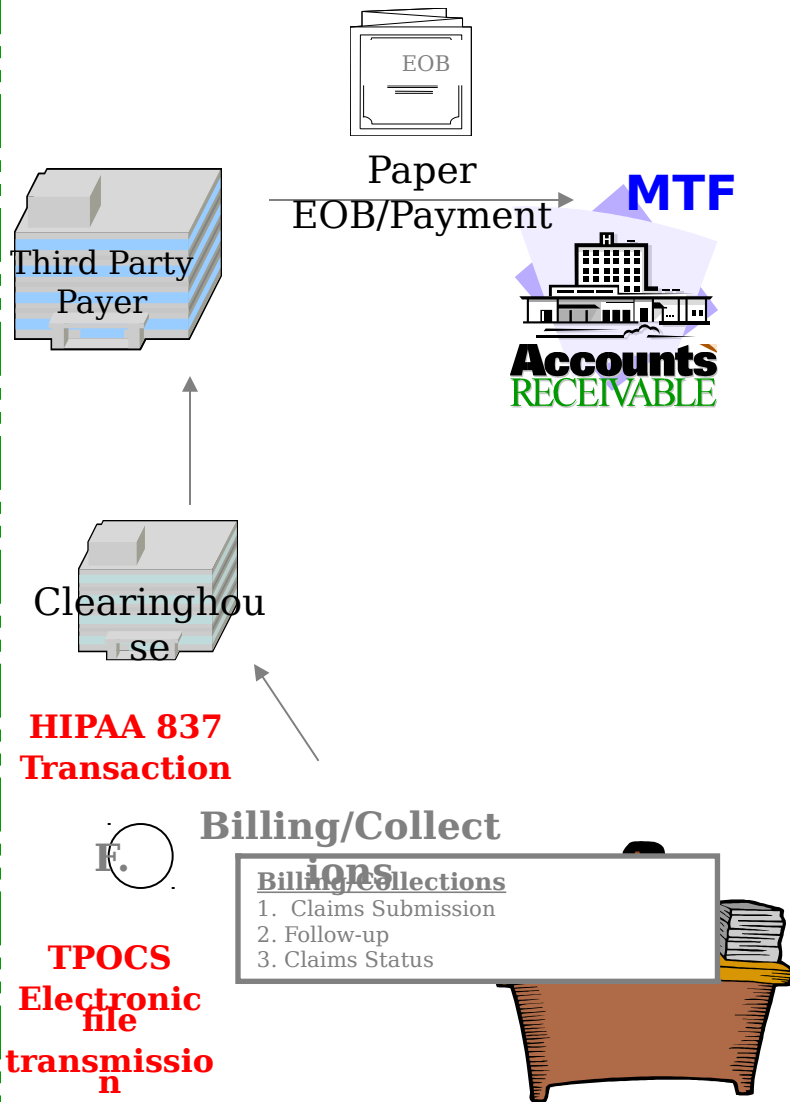 EOB
Paper
EOB/Payment
MTF
Third Party
Payer
Accounts
RECEIVABLE
Clearinghou
se
HIPAA 837
Transaction
Billing/Collect
ions
F.
Billing/Collections
1. Claims Submission
2. Follow-up
3. Claims Status
TPOCS
Electronic
file
transmissio
n